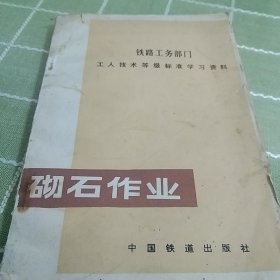 铁路工务部门
工人技术等级标准学习资料
砌石作业
中国铁道出版社